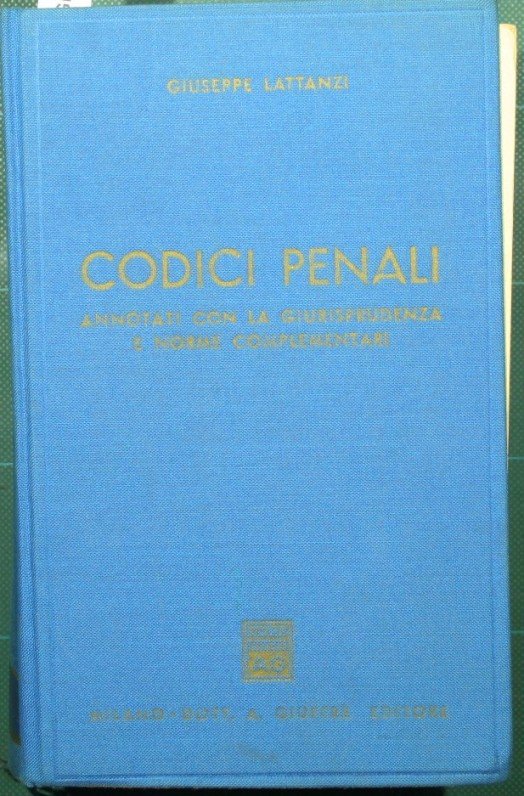 GIUSEPPE LATTANZI
CODICI PENALI
ANNOTATI CON LA GIURISPRUDENZA
E NORME COMPLEMENTARI
MILANO - DOTT. A. GIUFFRÈ EDITORE